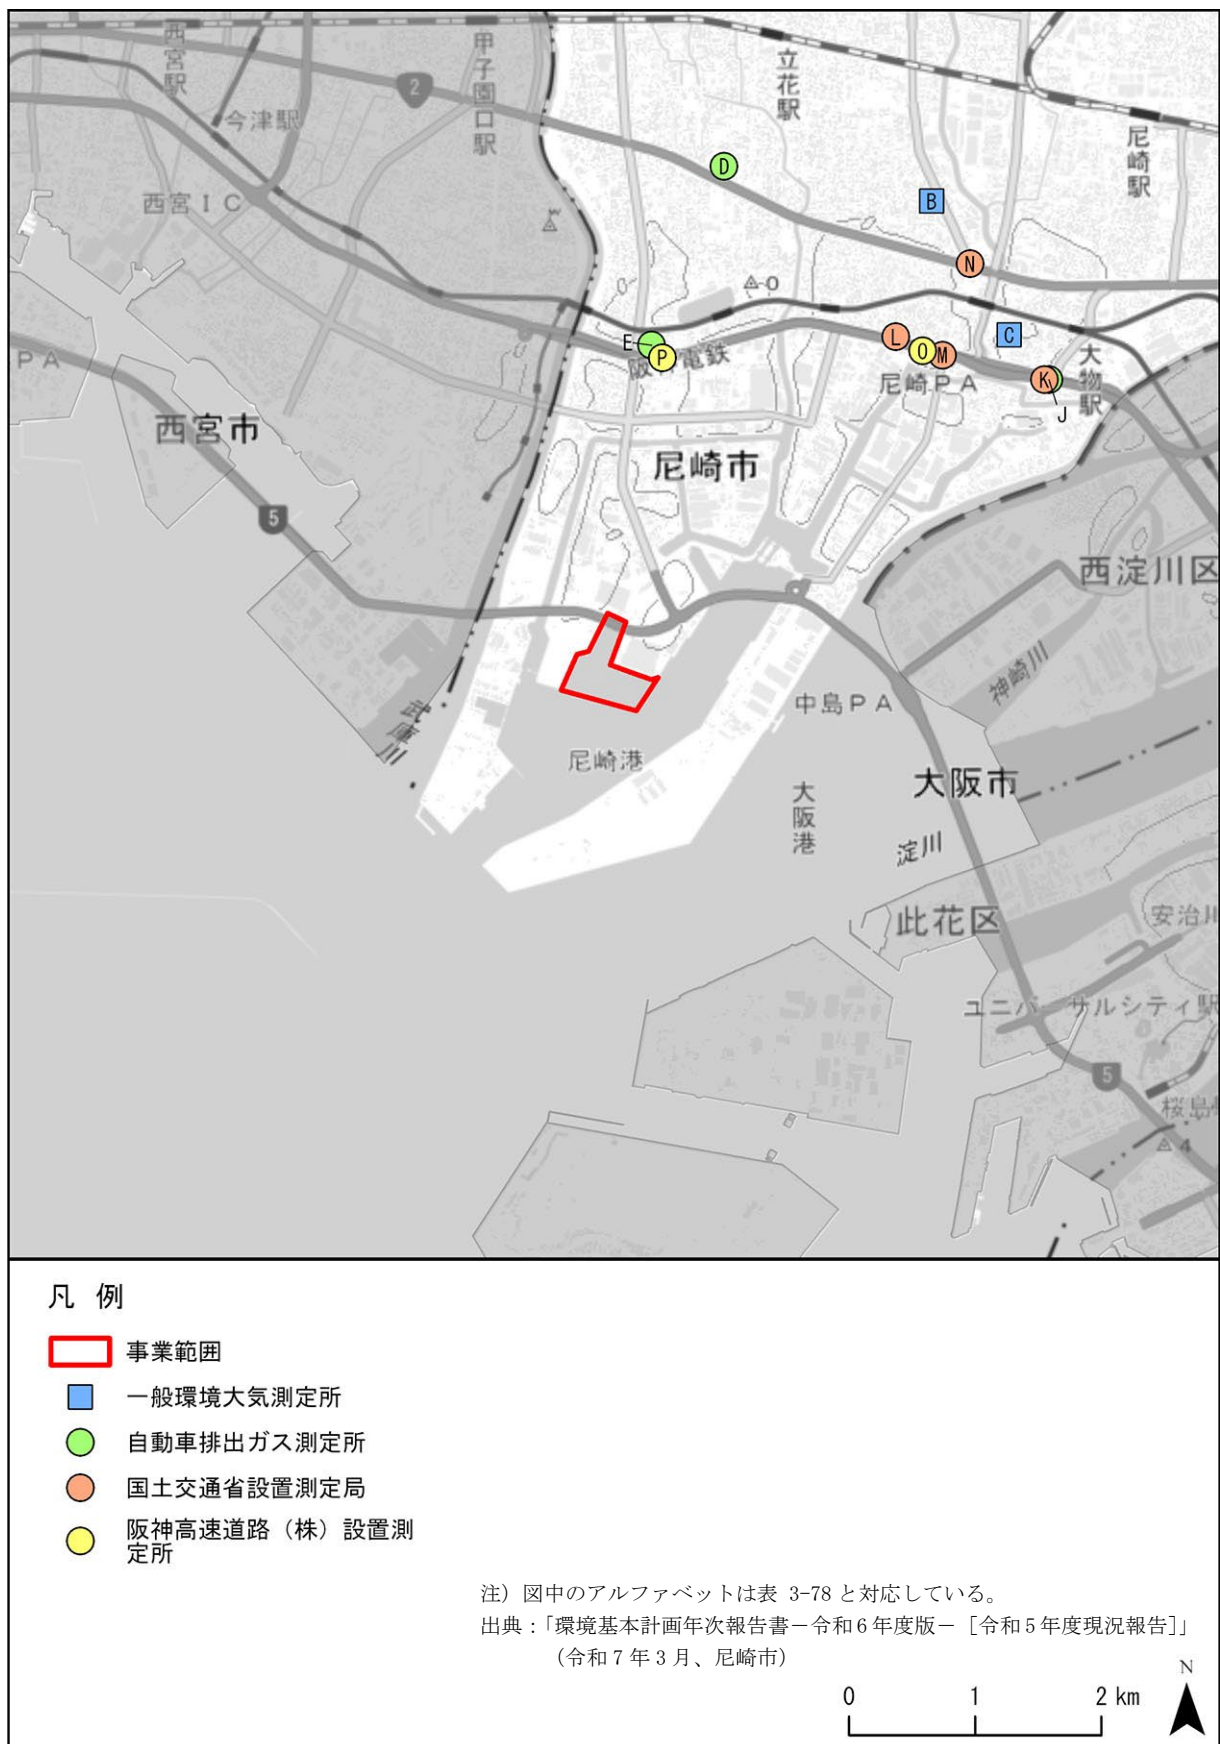 西宮駅
甲子園口駅
立花駅
2
今津駅
尼崎駅
D
西宮IC
B
N
0
E
P
阪神電鉄
L
O
M
C
尼崎PA
K
大物駅
J
PA
西宮市
尼崎市
5
西淀川区
神崎川
中島PA
武庫川
尼崎港
大阪港
大阪市
淀川
此花区
安治川
ユニバーサルシティ駅
5
桜島
4
凡 例
事業範囲
一般環境大気測定所
自動車排出ガス測定所
国土交通省設置測定局
阪神高速道路（株）設置測
定所
注）図中のアルファベットは表 3-78 と対応している。
出典：「環境基本計画年次報告書－令和６年度版－［令和５年度現況報告］」
（令和７年３月、尼崎市）
N
0 1 2 km